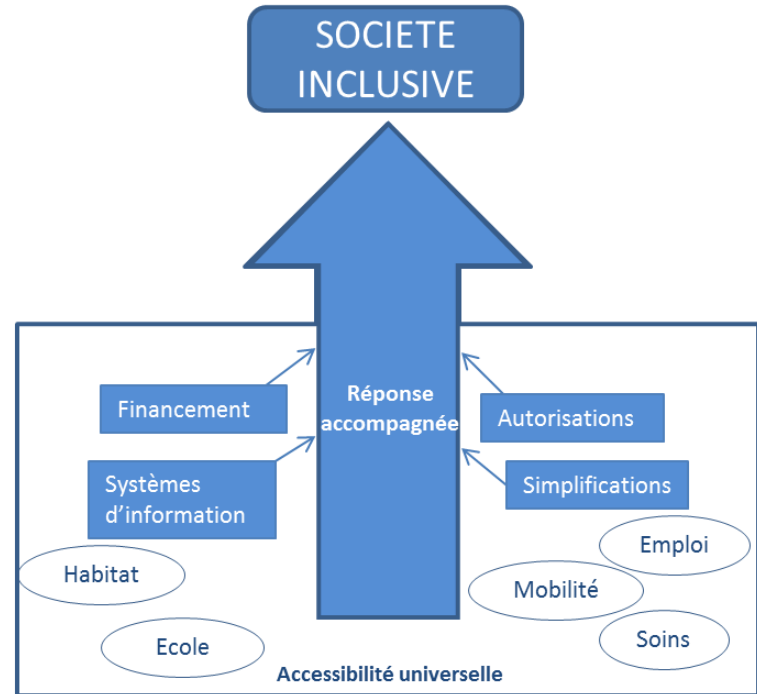 SOCIETE
INCLUSIVE
Financement
Réponse
accompagnée
Autorisations
Systèmes
d'information
Simplifications
Emploi
Habitat
Mobilité
Ecole
Soins
Accessibilité universelle